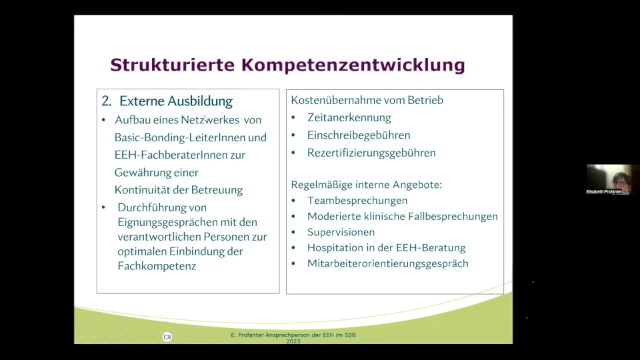 Strukturierte Kompetenzentwicklung
2. Externe Ausbildung
• Aufbau eines Netzwerkes von
Basic-Bonding-LeiterInnen und
EEH-FachberaterInnen zur
Gewährung einer
Kontinuität der Betreuung
• Durchführung von
Eignungsgesprächen mit den
verantwortlichen Personen zur
optimalen Einbindung der
Fachkompetenz
Kostenübernahme vom Betrieb
• Zeitanerkennung
• Einschreibegebühren
• Rezertifizierungsgebühren
Regelmäßige interne Angebote:
• Teambesprechungen
• Moderierte klinische Fallbesprechungen
• Supervisionen
• Hospitation in der EEH-Beratung
• Mitarbeiterorientierungsgespräch
E. Profanter Ansprechperson der EEH im SSB
2023
Elisabeth Profanter